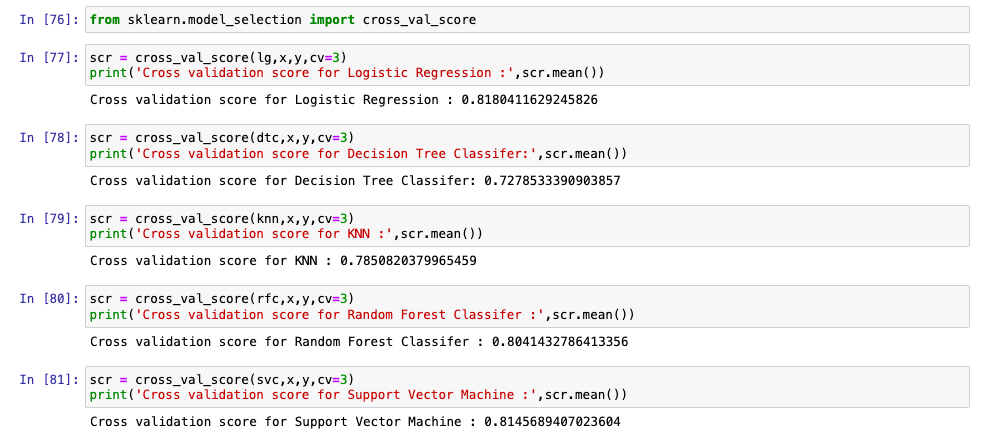 In [76]: from sklearn.model_selection import cross_val_score
In [77]: scr = cross_val_score(lg,x,y,cv=3)
print('Cross validation score for Logistic Regression :',scr.mean())
Cross validation score for Logistic Regression : 0.8180411629245826
In [78]: scr = cross_val_score(dtc,x,y,cv=3)
print('Cross validation score for Decision Tree Classifer:',scr.mean())
Cross validation score for Decision Tree Classifer: 0.7278533390903857
In [79]: scr = cross_val_score(knn,x,y,cv=3)
print('Cross validation score for KNN :',scr.mean())
Cross validation score for KNN : 0.7850820379965459
In [80]: scr = cross_val_score(rfc,x,y,cv=3)
print('Cross validation score for Random Forest Classifer :',scr.mean())
Cross validation score for Random Forest Classifer : 0.8041432786413356
In [81]: scr = cross_val_score(svc,x,y,cv=3)
print('Cross validation score for Support Vector Machine :',scr.mean())
Cross validation score for Support Vector Machine : 0.8145689407023604